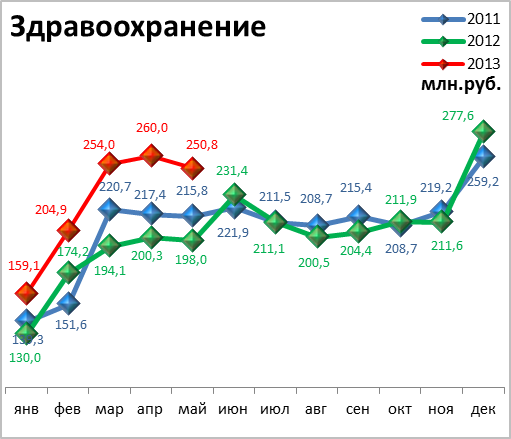 Здравоохранение
2011
2012
2013
млн.руб.
277,6
260,0
254,0
250,8
231,4
220,7
217,4
215,8
211,5
208,7
215,4
211,9
219,2
259,2
204,9
174,2
221,9
211,1
200,5
204,4
208,7
211,6
194,1
200,3
198,0
159,1
151,6
130,0
янв
фев
мар
апр
май
июн
июл
авг
сен
окт
ноя
дек